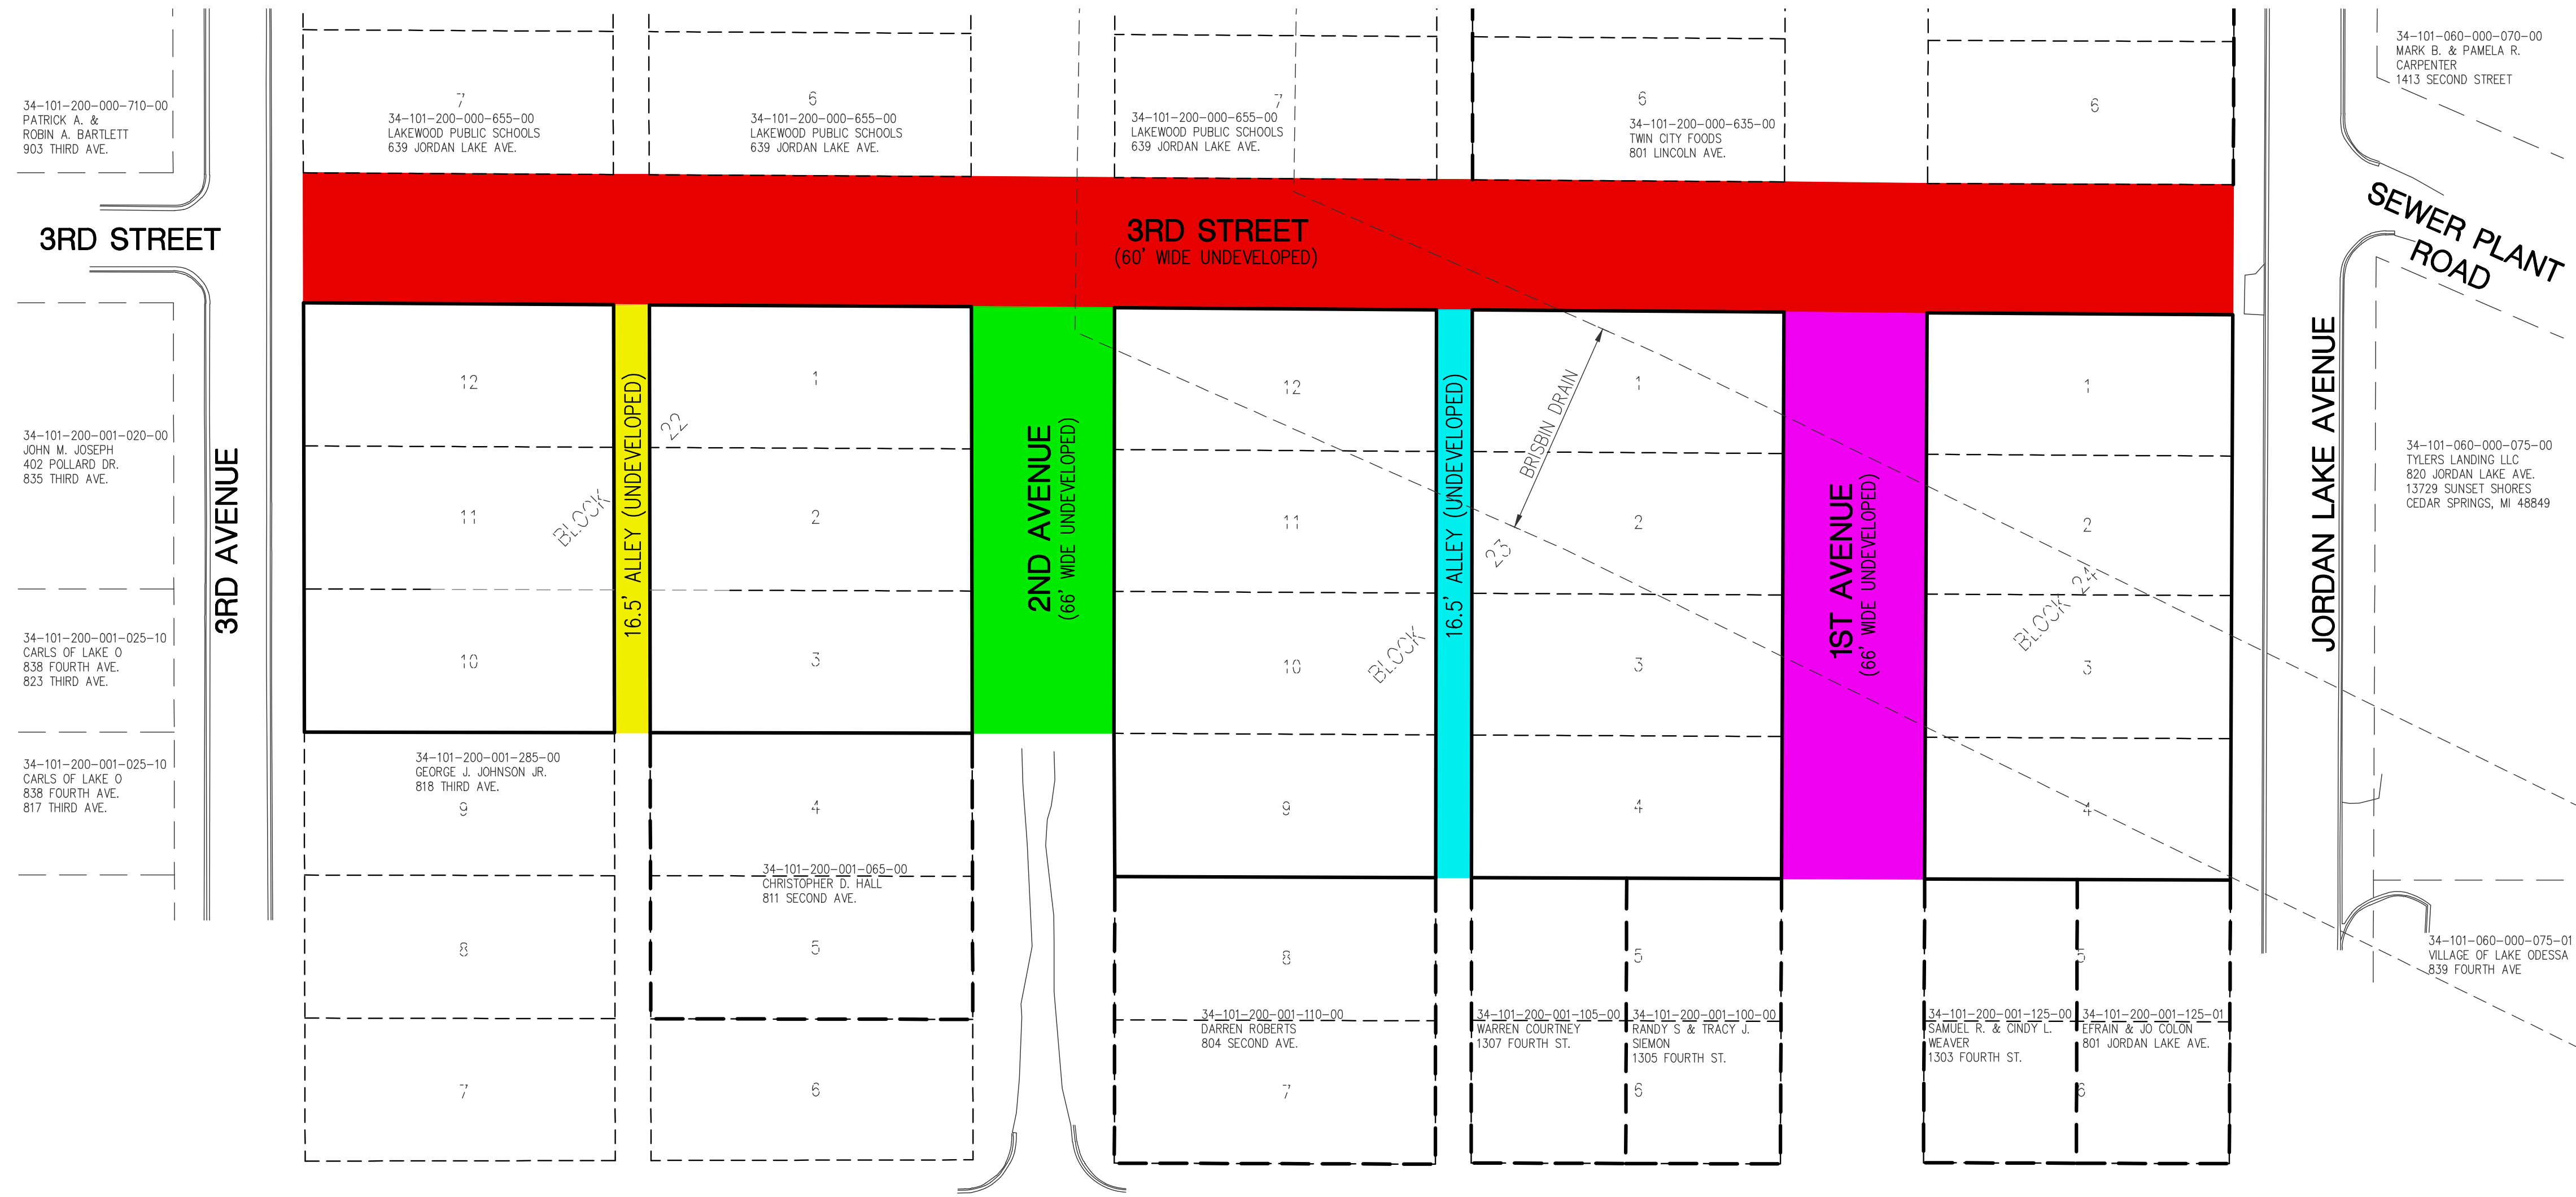 34-101-200-000-710-00
PATRICK A. &
ROBIN A. BARTLETT
903 THIRD AVE.
7
34-101-200-000-655-00
LAKEWOOD PUBLIC SCHOOLS
639 JORDAN LAKE AVE.
6
34-101-200-000-655-00
LAKEWOOD PUBLIC SCHOOLS
639 JORDAN LAKE AVE.
7
34-101-200-000-655-00
LAKEWOOD PUBLIC SCHOOLS
639 JORDAN LAKE AVE.
6
34-101-200-000-635-00
TWIN CITY FOODS
801 LINCOLN AVE.
6
34-101-060-000-070-00
MARK B. & PAMELA R.
CARPENTER
1413 SECOND STREET
3RD STREET
3RD STREET
(60' WIDE UNDEVELOPED)
SEWER PLANT
ROAD
34-101-200-001-020-00
JOHN M. JOSEPH
402 POLLARD DR.
835 THIRD AVE.
34-101-200-001-025-10
CARLS OF LAKE O
838 FOURTH AVE.
823 THIRD AVE.
34-101-200-001-025-10
CARLS OF LAKE O
838 FOURTH AVE.
817 THIRD AVE.
3RD AVENUE
12
11
10
BLOCK
22
16.5' ALLEY (UNDEVELOPED)
1
2
3
2ND AVENUE
(66' WIDE UNDEVELOPED)
12
11
10
9
BLOCK
23
16.5' ALLEY (UNDEVELOPED)
BRISBIN DRAIN
1
2
3
4
1ST AVENUE
(66' WIDE UNDEVELOPED)
1
2
BLOCK 24
3
4
JORDAN LAKE AVENUE
34-101-060-000-075-00
TYLERS LANDING LLC
820 JORDAN LAKE AVE.
13729 SUNSET SHORES
CEDAR SPRINGS, MI 48849
34-101-200-001-285-00
GEORGE J. JOHNSON JR.
818 THIRD AVE.
9
8
7
4
34-101-200-001-065-00
CHRISTOPHER D. HALL
811 SECOND AVE.
5
6
8
34-101-200-001-110-00
DARREN ROBERTS
804 SECOND AVE.
7
5
34-101-200-001-105-00
WARREN COURTNEY
1307 FOURTH ST.
34-101-200-001-100-00
RANDY S & TRACY J.
SIEMON
1305 FOURTH ST.
6
5
34-101-200-001-125-00
SAMUEL R. & CINDY L.
WEAVER
1303 FOURTH ST.
34-101-200-001-125-01
EFRAIN & JO COLON
801 JORDAN LAKE AVE.
6
34-101-060-000-075-01
VILLAGE OF LAKE ODESSA
839 FOURTH AVE